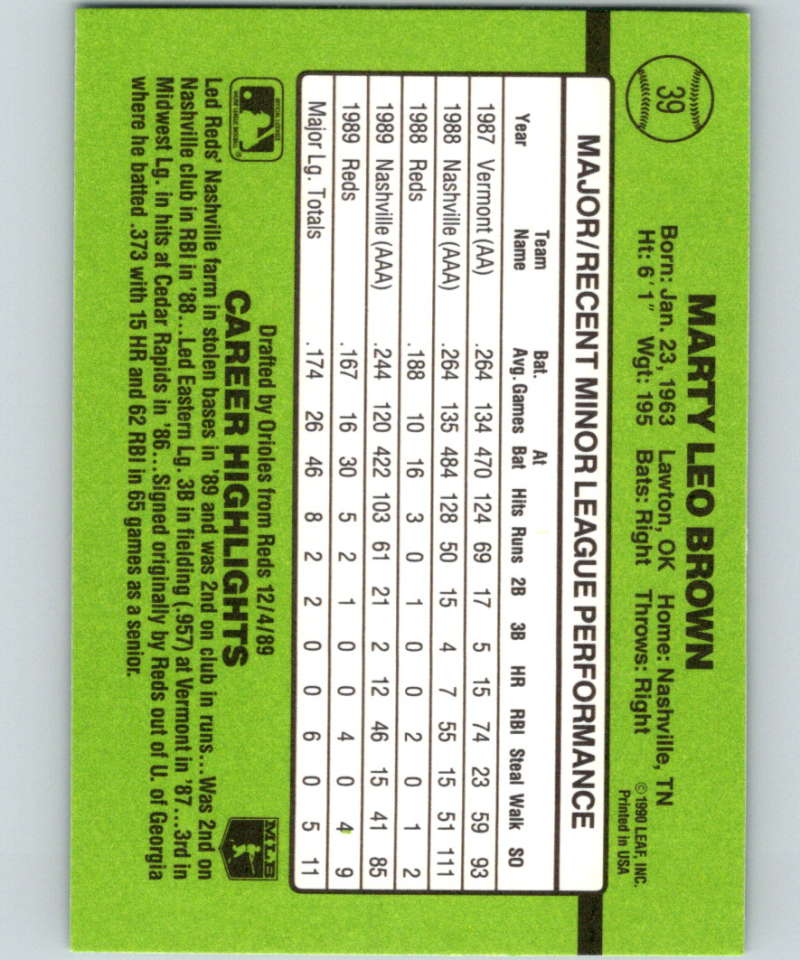 39
MARTY LEO BROWN
Born: Jan. 23, 1963 Lawton, OK Home: Nashville, TN
Ht: 6'1" Wgt: 195 Bats: Right Throws: Right
©1990 LEAF, INC.
Printed in USA
MAJOR/RECENT MINOR LEAGUE PERFORMANCE
Year Team Name Bat. Avg. Games At Bat Hits Runs 2B 3B HR RBI Steal Walk SO
1987 Vermont (AA) .264 134 470 124 69 17 5 15 74 23 59 93
1988 Nashville (AAA) .264 135 484 128 50 15 4 7 55 15 51 111
1988 Reds .188 10 16 3 0 1 0 0 2 0 1 2
1989 Nashville (AAA) .244 120 422 103 61 21 2 12 46 15 41 85
1989 Reds .167 16 30 5 2 1 0 0 4 0 4 9
Major Lg. Totals .174 26 46 8 2 2 0 0 6 0 5 11
Drafted by Orioles from Reds 12/4/89
CAREER HIGHLIGHTS
MLB
Led Reds' Nashville farm in stolen bases in '89 and was 2nd on club in runs...Was 2nd on
Nashville club in RBI in '88...Led Eastern Lg. 3B in fielding (.957) at Vermont in '87...3rd in
Midwest Lg. in hits at Cedar Rapids in '86...Signed originally by Reds out of U. of Georgia
where he batted .373 with 15 HR and 62 RBI in 65 games as a senior.